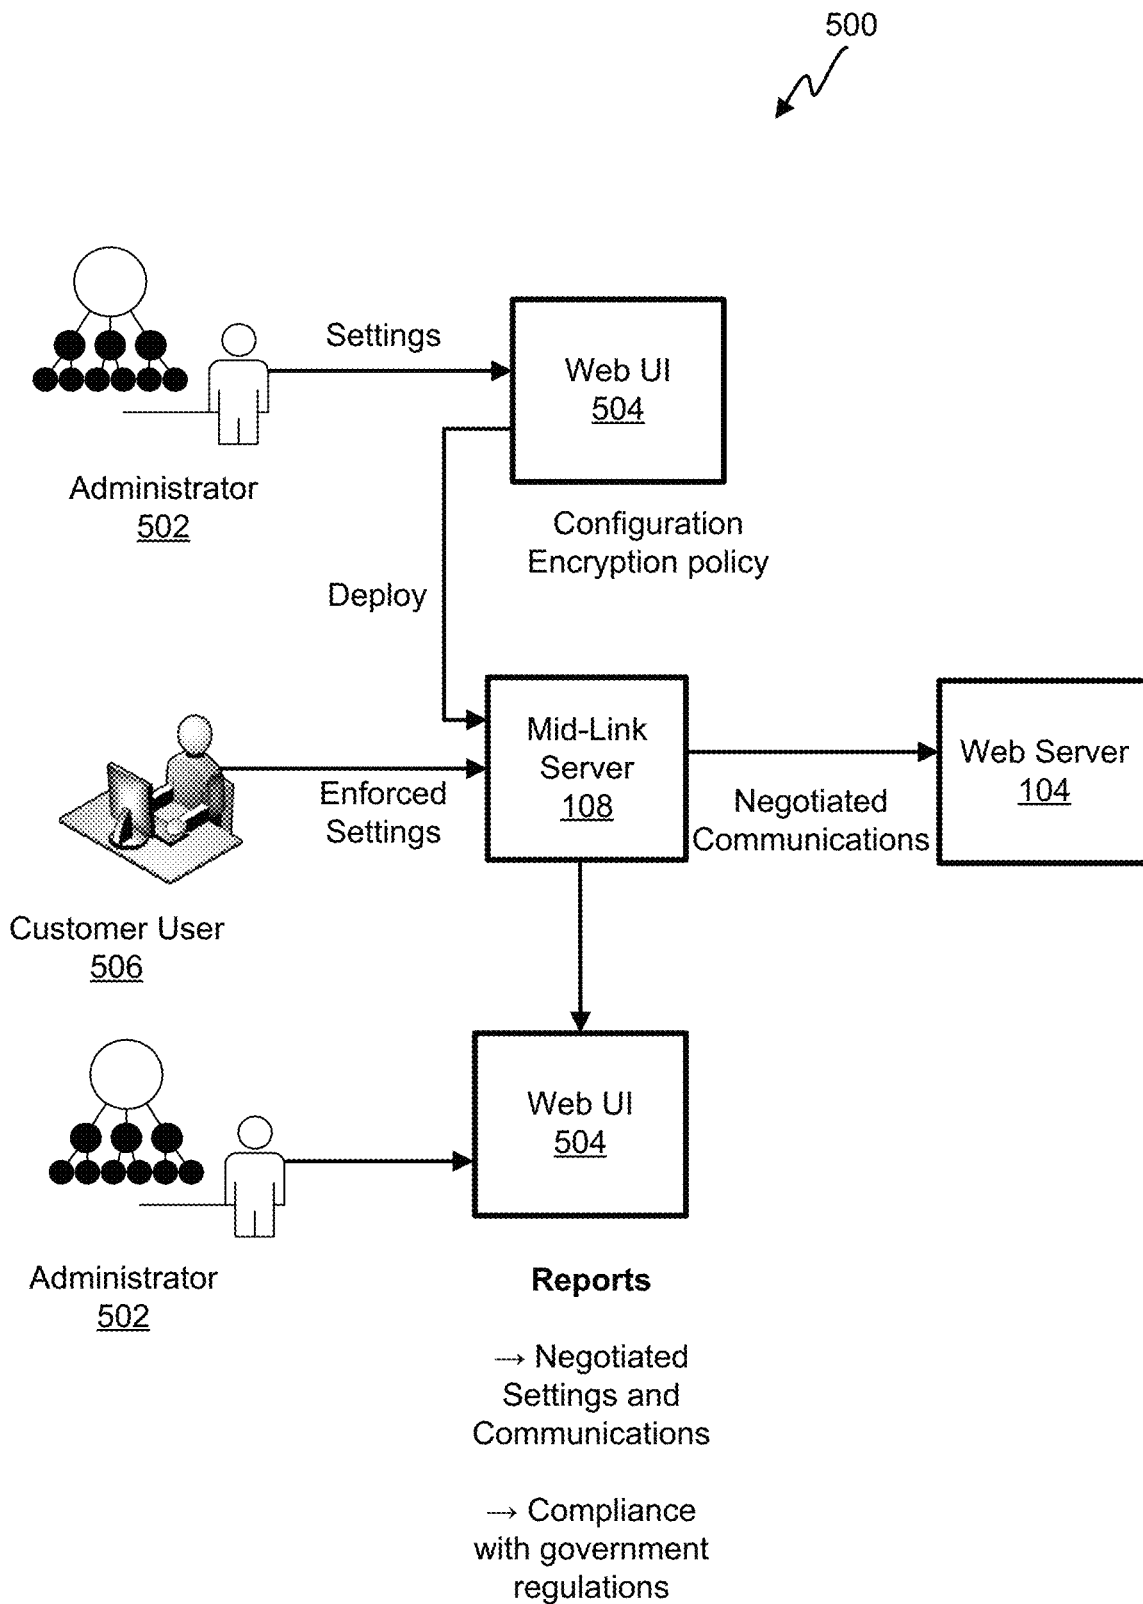 500
Settings
Web UI
504
Administrator
502
Configuration
Encryption policy
Deploy
Mid-Link
Server
108
Web Server
104
Enforced
Settings
Negotiated
Communications
Customer User
506
Web UI
504
Administrator
502
Reports
→ Negotiated
Settings and
Communications
→ Compliance
with government
regulations